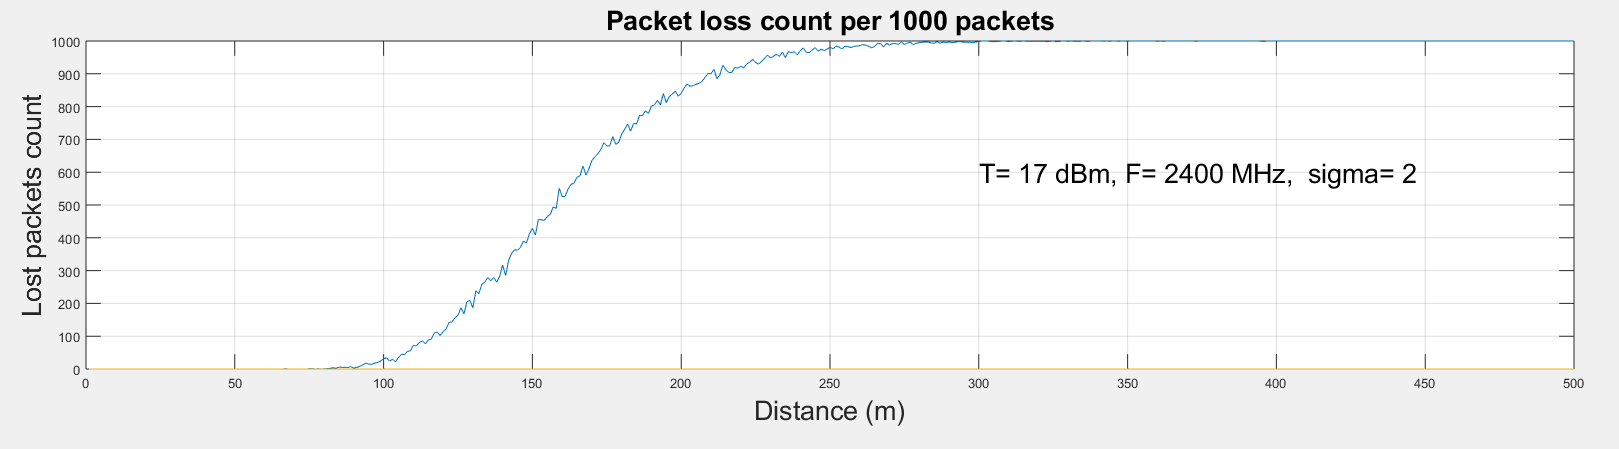 Packet loss count per 1000 packets
1000
900
800
700
600
500
400
300
200
100
0
Lost packets count
T= 17 dBm, F= 2400 MHz,  sigma= 2
0 50 100 150 200 250 300 350 400 450 500
Distance (m)